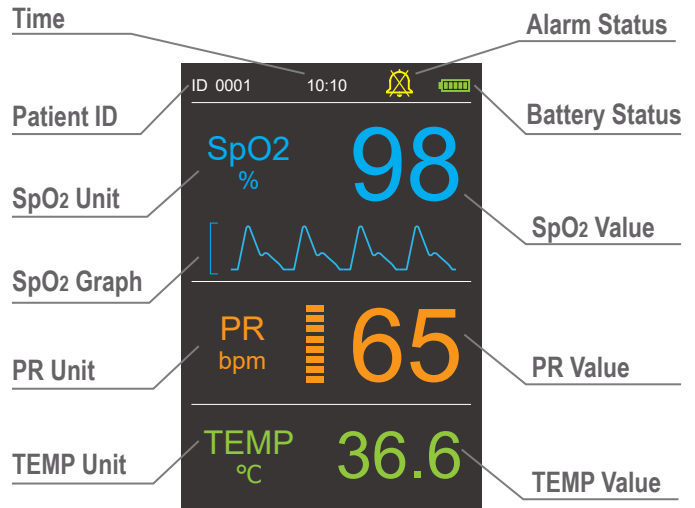 Time
Alarm Status
ID 0001 10:10
Patient ID
Battery Status
SpO2
%
98
SpO2 Unit
SpO2 Value
SpO2 Graph
PR
bpm
65
PR Unit
PR Value
TEMP
°C
36.6
TEMP Unit
TEMP Value